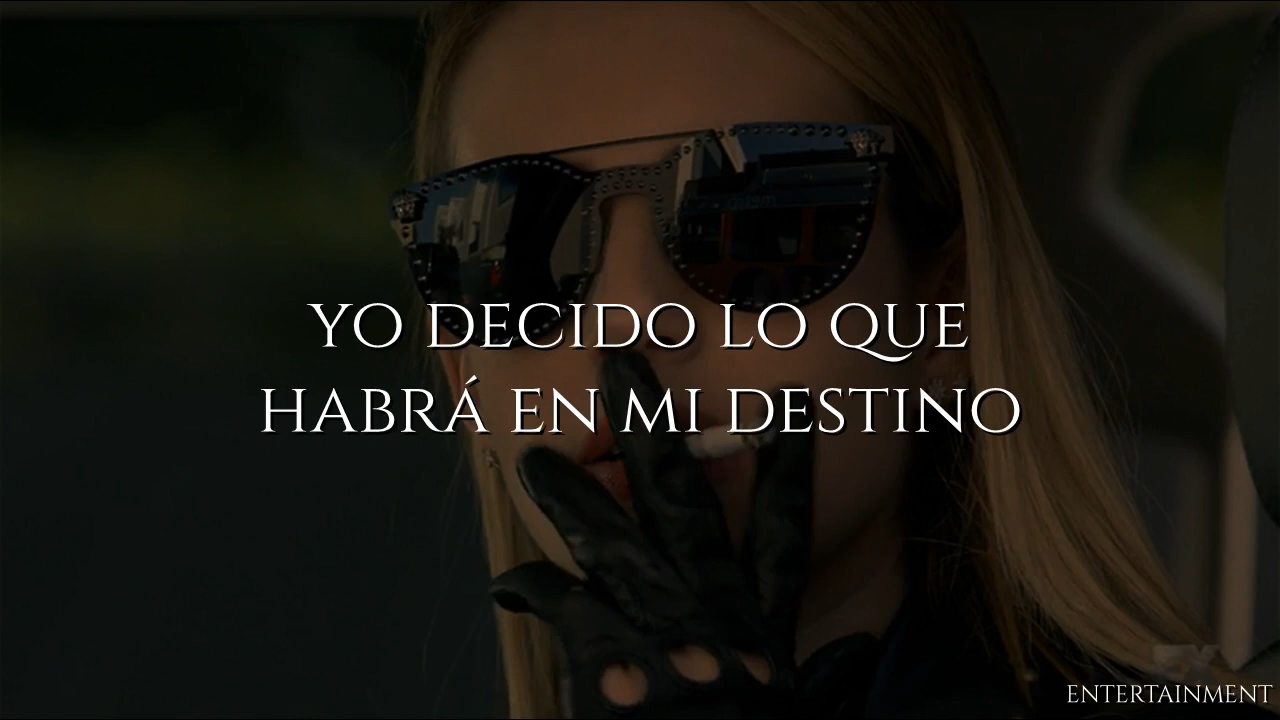 YO DECIDO LO QUE
HABRÁ EN MI DESTINO
ENTERTAINMENT